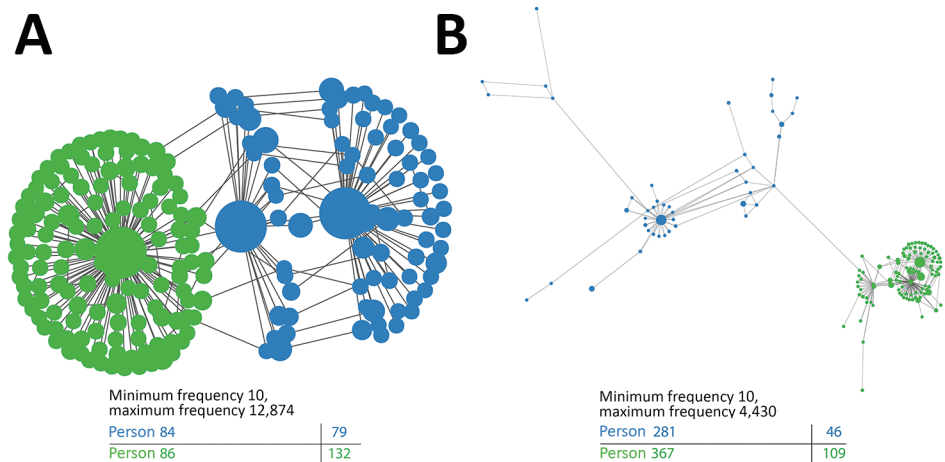 A
B
Minimum frequency 10,
maximum frequency 12,874
Person 84 79
Person 86 132
Minimum frequency 10,
maximum frequency 4,430
Person 281 46
Person 367 109